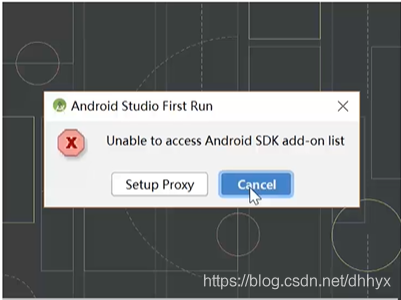 Android Studio First Run
Unable to access Android SDK add-on list
Setup Proxy
Cancel
https://blog.csdn.net/dhhyx